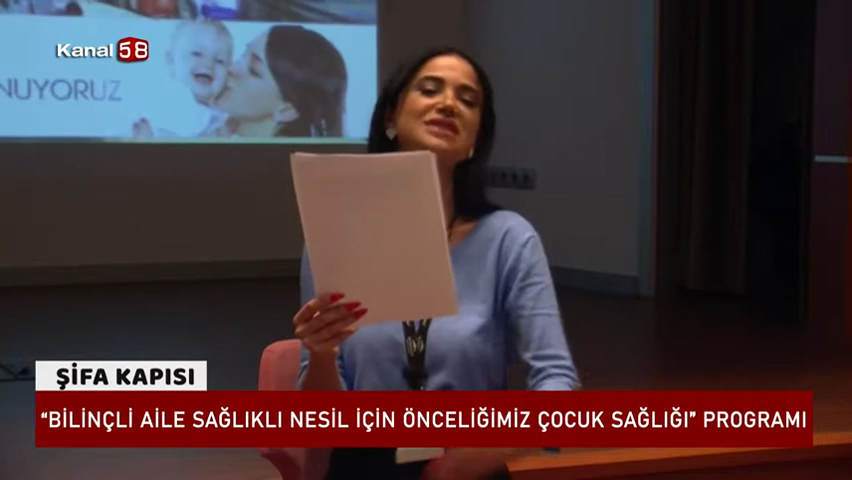 Kanal 58
NUYORUZ
ŞİFA KAPISI
“BİLİNÇLİ AİLE SAĞLIKLI NESİL İÇİN ÖNCELİĞİMİZ ÇOCUK SAĞLIĞI” PROGRAMI